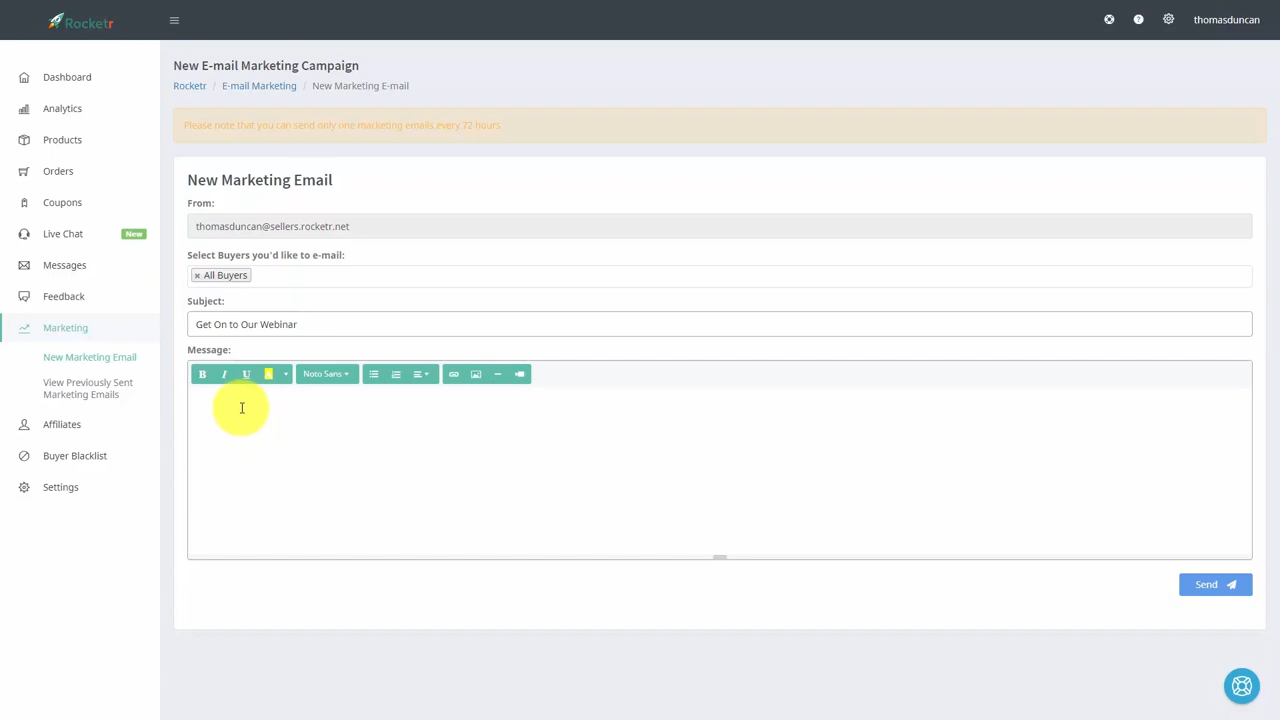 Rocketr
thomasduncan
Dashboard
Analytics
Products
Orders
Coupons
Live Chat New
Messages
Feedback
Marketing
New Marketing Email
View Previously Sent
Marketing Emails
Affiliates
Buyer Blacklist
Settings
New E-mail Marketing Campaign
Rocketr / E-mail Marketing / New Marketing E-mail
Please note that you can send only one marketing emails every 72 hours
New Marketing Email
From:
thomasduncan@sellers.rocketr.net
Select Buyers you'd like to e-mail:
× All Buyers
Subject:
Get On to Our Webinar
Message:
B I U A Noto Sans
Send